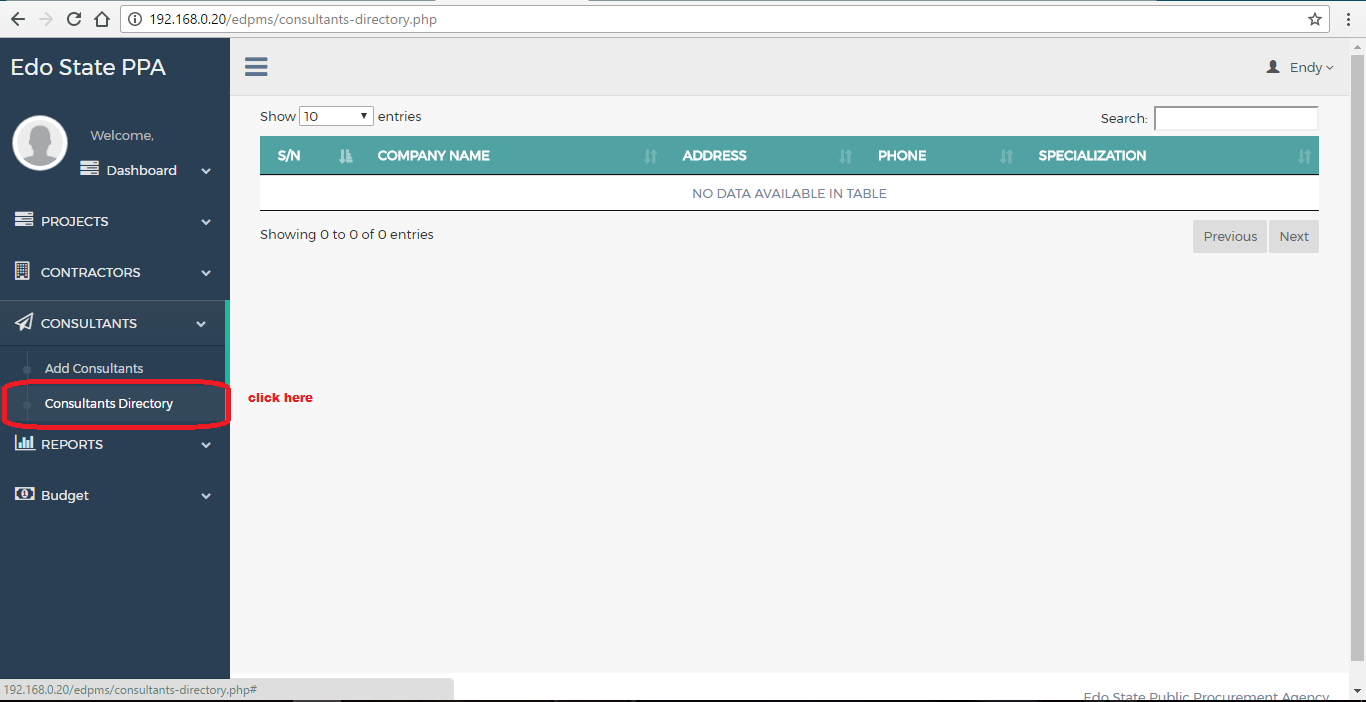 192.168.0.20/edpms/consultants-directory.php
Edo State PPA
Endy
Welcome,
Dashboard
PROJECTS
CONTRACTORS
CONSULTANTS
Add Consultants
Consultants Directory
click here
REPORTS
Budget
Show 10 entries
Search:
S/N COMPANY NAME ADDRESS PHONE SPECIALIZATION
NO DATA AVAILABLE IN TABLE
Showing 0 to 0 of 0 entries
Previous Next
192.168.0.20/edpms/consultants-directory.php#
Edo State Public Procurement Agency